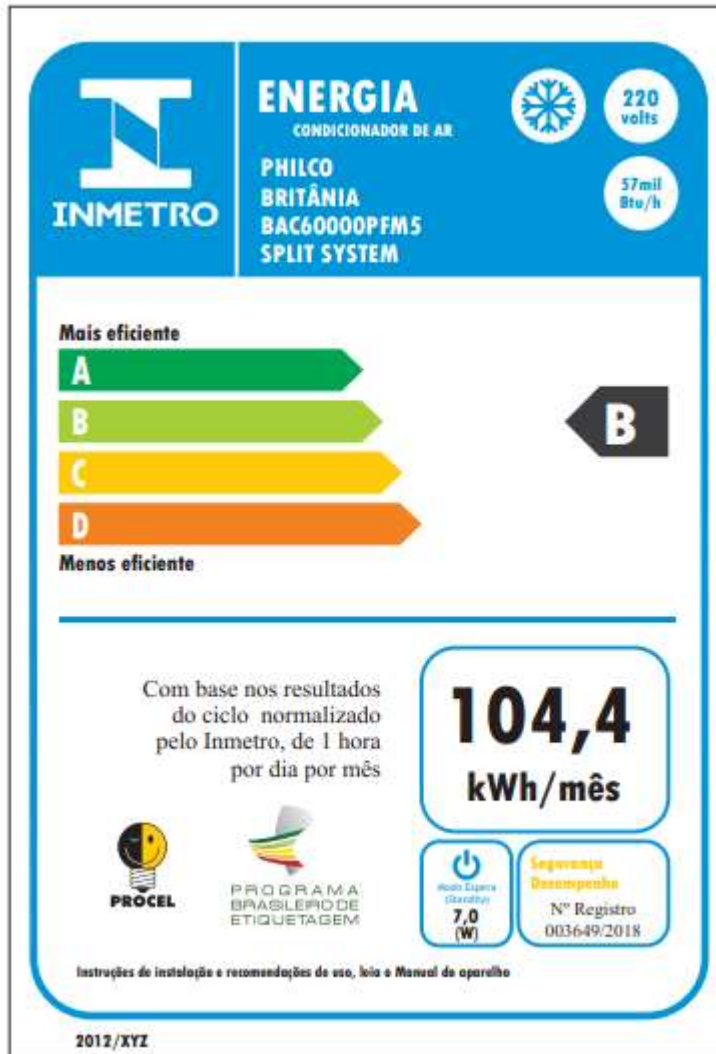 INMETRO
ENERGIA
CONDICIONADOR DE AR
PHILCO
BRITÂNIA
BAC60000PFM5
SPLIT SYSTEM
220
volts
57mil
Btu/h
Mais eficiente
A
B
C
D
B
Menos eficiente
Com base nos resultados
do ciclo normalizado
pelo Inmetro, de 1 hora
por dia por mês
104,4
kWh/mês
PROCEL
PROGRAMA
BRASILEIRO DE
ETIQUETAGEM
Modo Espera
(Standby)
7,0
(W)
Segurança
Desempenho
Nº Registro
003649/2018
Instruções de instalação e recomendações de uso, leia o Manual do aparelho
2012/XYZ